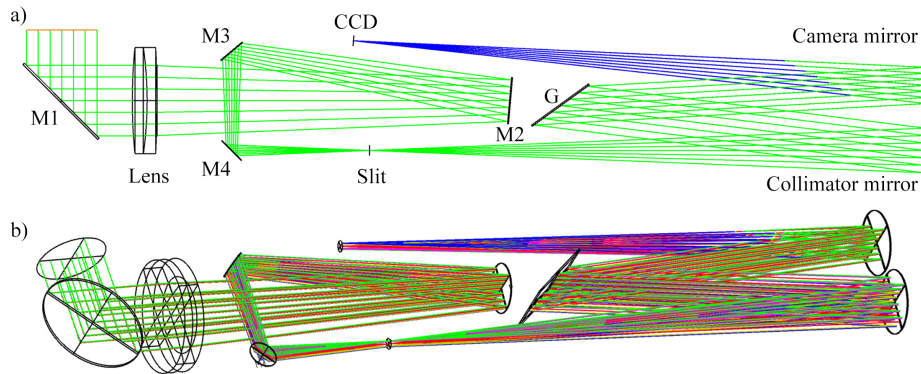 a)
CCD
M3
Camera mirror
M1
G
M2
M4
Lens
Slit
Collimator mirror
b)